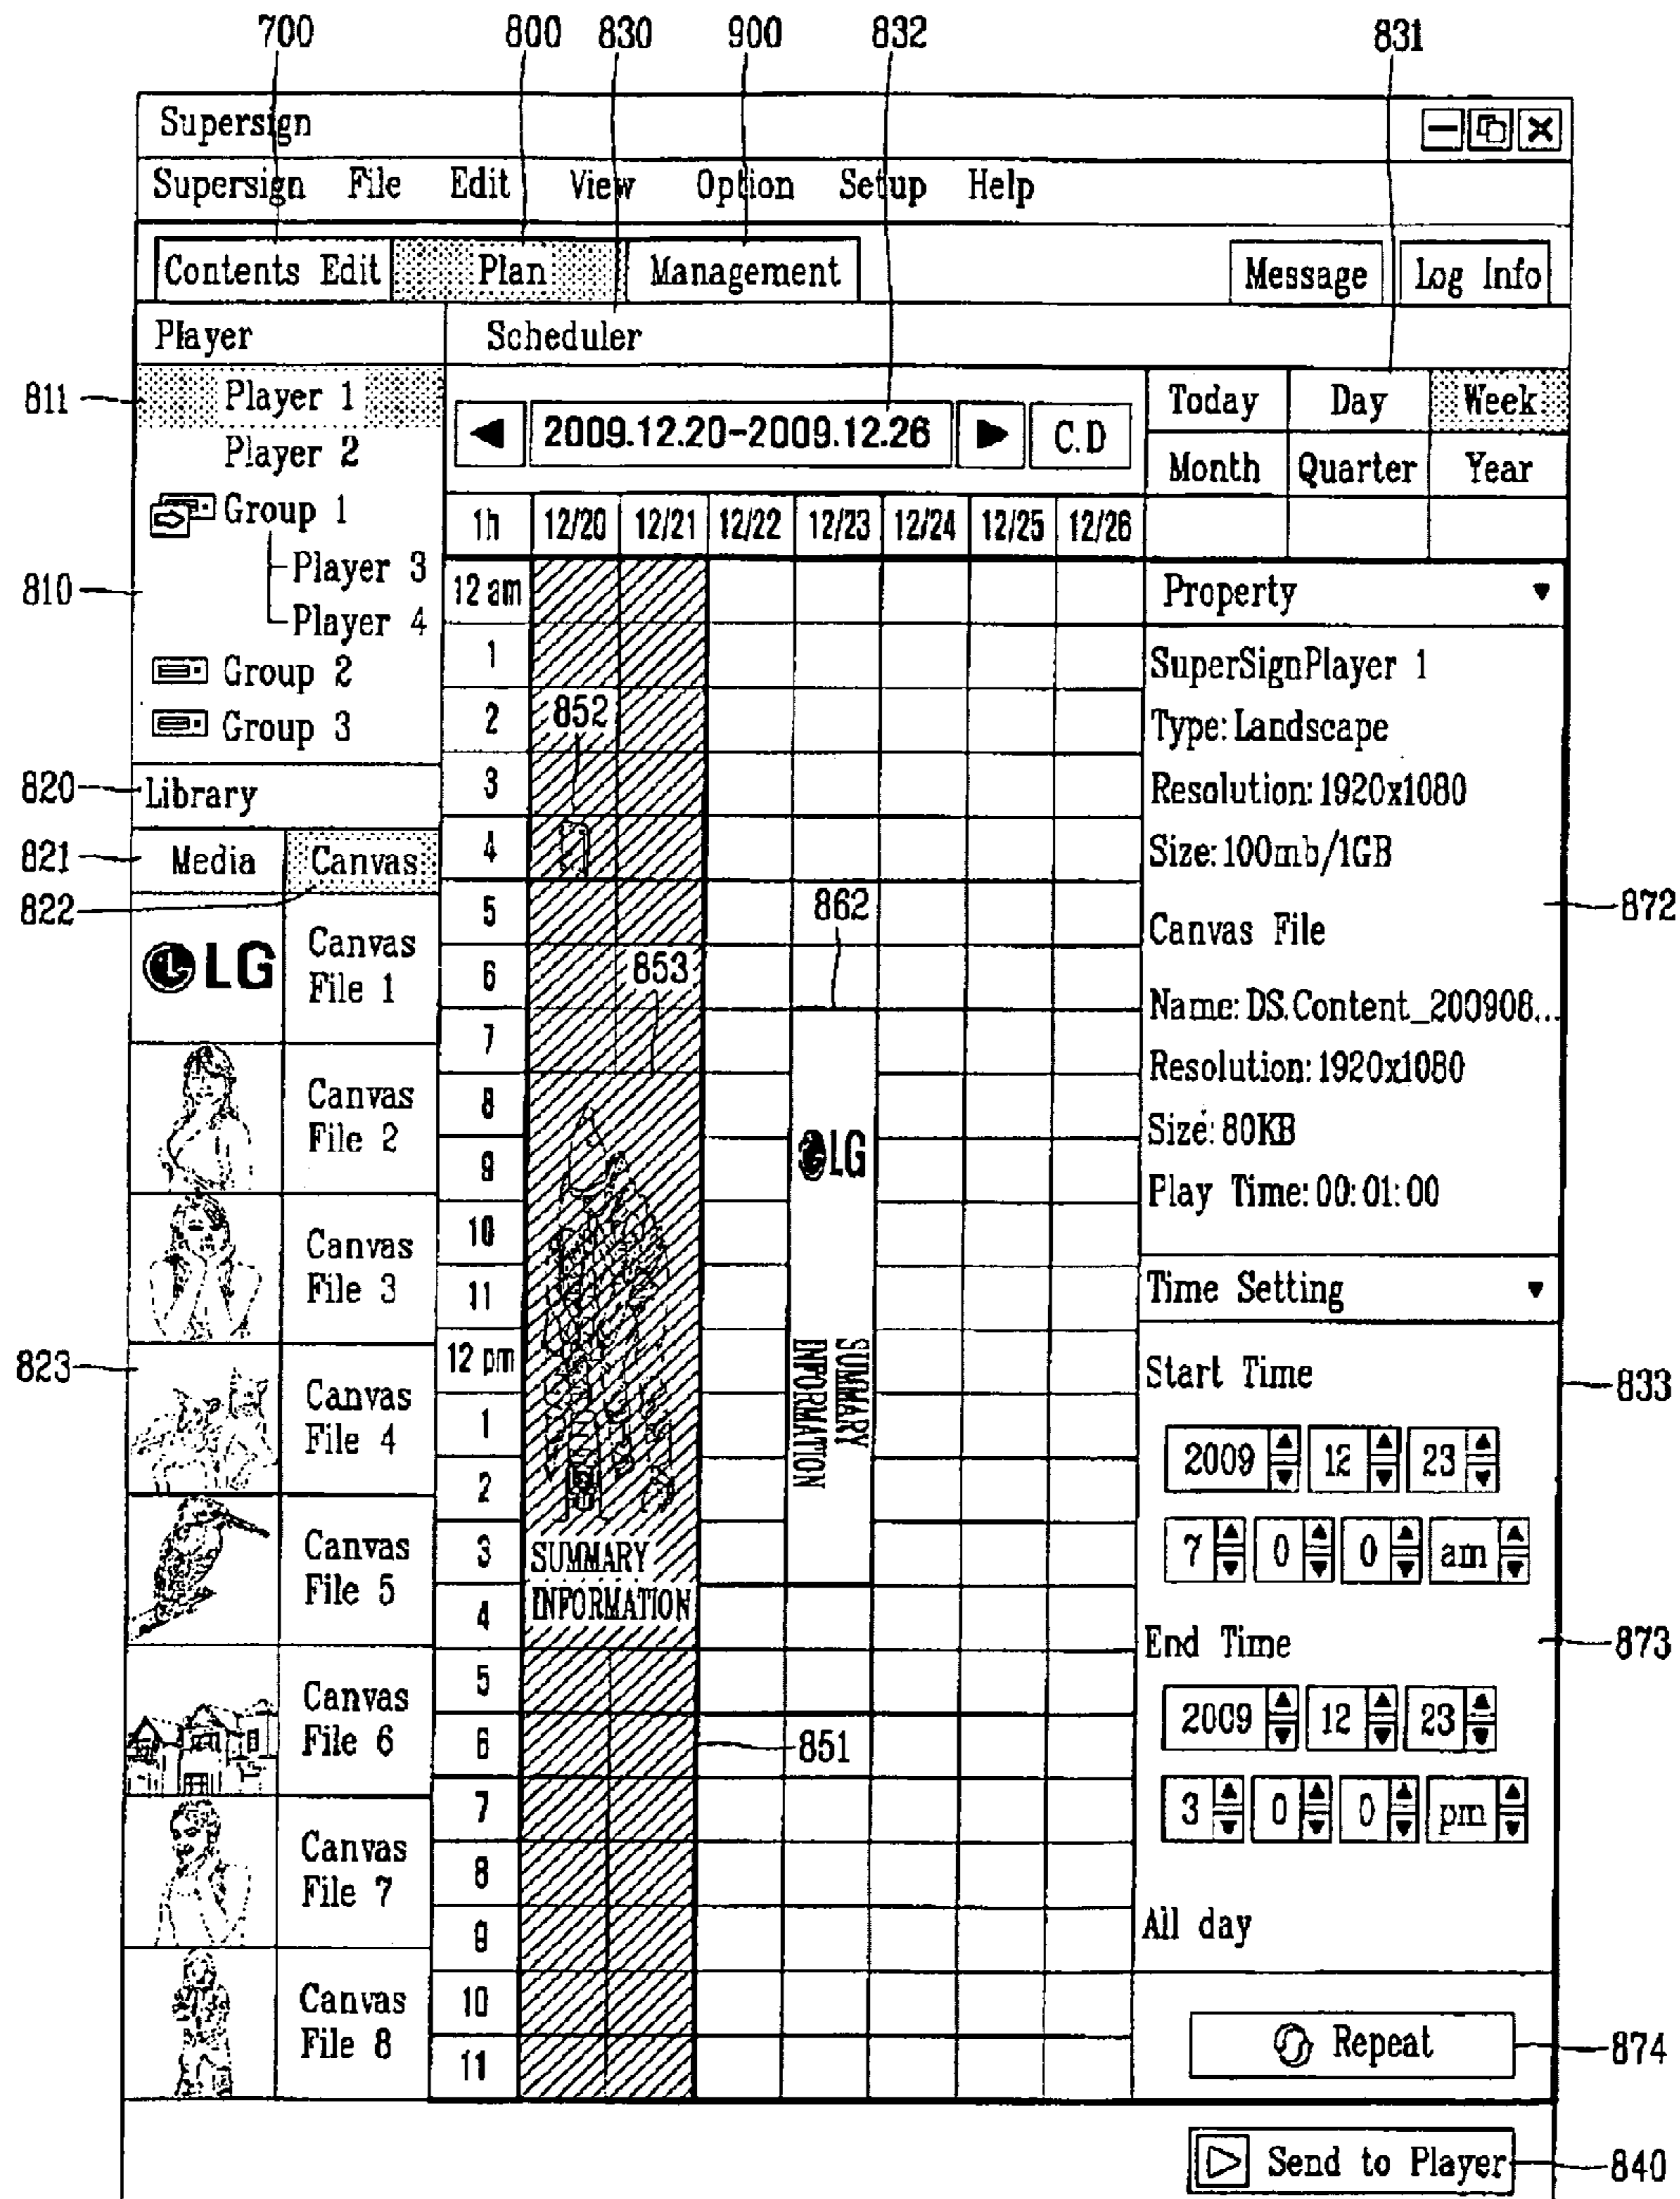 700 800 830 900 832 831
Supersign
Supersign File Edit View Option Setup Help
Contents Edit Plan Management Message Log Info
Player Scheduler
811 Player 1
Player 2
Group 1
Player 3
810
Player 4
Group 2
Group 3
820 Library
821 Media Canvas
822
LG Canvas
File 1
Canvas
File 2
Canvas
File 3
823 Canvas
File 4
Canvas
File 5
Canvas
File 6
Canvas
File 7
Canvas
File 8
2009.12.20-2009.12.26 C.D
Today Day Week
Month Quarter Year
1h 12/20 12/21 12/22 12/23 12/24 12/25 12/26
12 am
1
2 852
3
4
5 862
6 853
7
8
9 LG
10
11
12 pm
1
2
3
4
5
6 851
7
8
9
10
11
SUMMARY
INFORMATION
SUMMARY
INFORMATION
Property
SuperSignPlayer 1
Type:Landscape
Resolution:1920x1080
Size:100mb/1GB
872
Canvas File
Name:DS.Content_200908...
Resolution:1920x1080
Size:80KB
Play Time:00:01:00
Time Setting
Start Time 833
2009 12 23
7 0 0 am
End Time 873
2009 12 23
3 0 0 pm
All day
Repeat 874
Send to Player 840